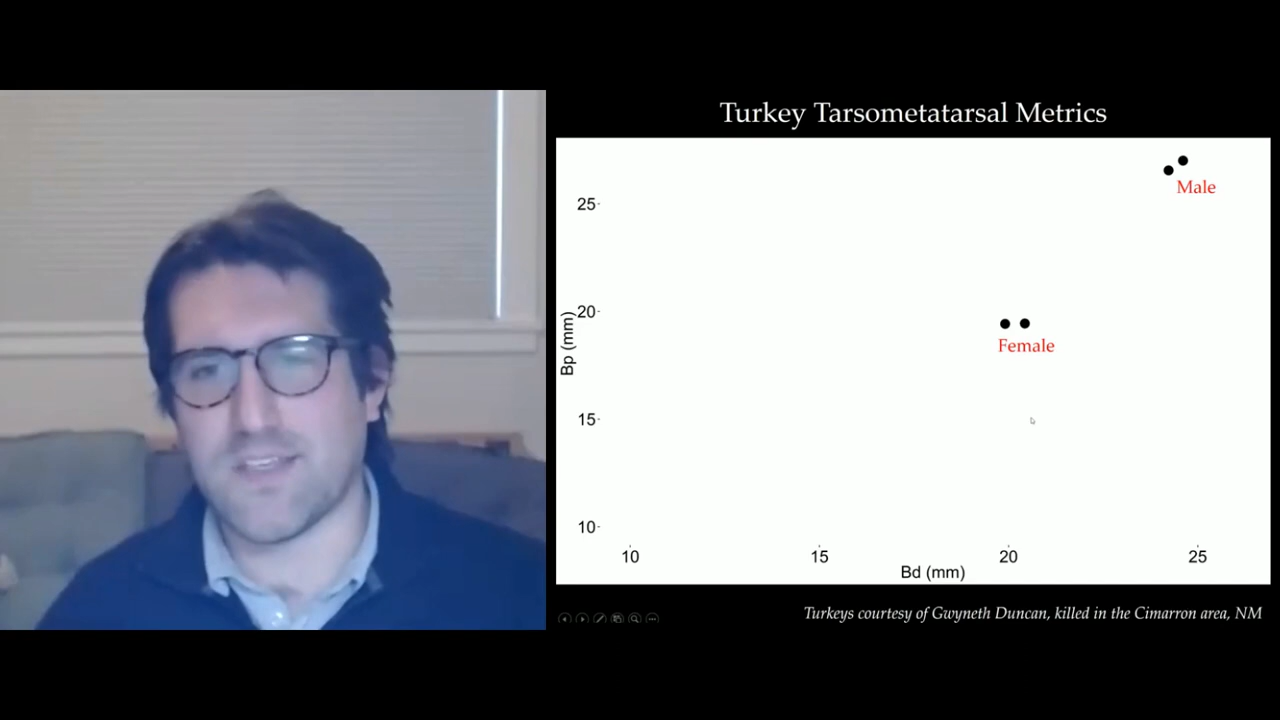 Turkey Tarsometatarsal Metrics
Male
25
20
Bp (mm)
Female
15
10
10 15 20 25
Bd (mm)
Turkeys courtesy of Gwyneth Duncan, killed in the Cimarron area, NM